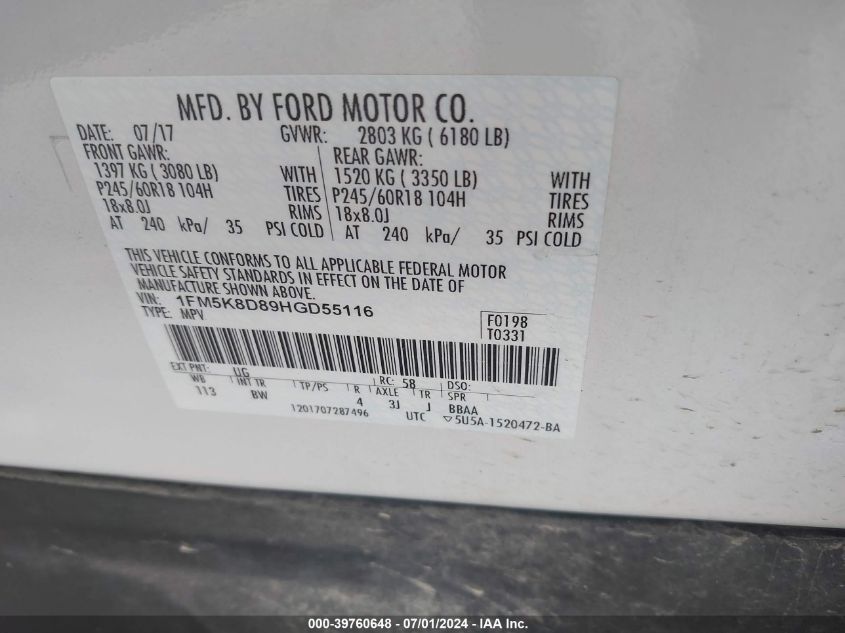 MFD. BY FORD MOTOR CO.
DATE: 07/17 GVWR: 2803 KG ( 6180 LB)
FRONT GAWR: REAR GAWR:
1397 KG ( 3080 LB) WITH 1520 KG ( 3350 LB) WITH
P245/60R18 104H TIRES P245/60R18 104H TIRES
18x8.0J RIMS 18x8.0J RIMS
AT 240 kPa/ 35 PSI COLD AT 240 kPa/ 35 PSI COLD
THIS VEHICLE CONFORMS TO ALL APPLICABLE FEDERAL MOTOR
VEHICLE SAFETY STANDARDS IN EFFECT ON THE DATE OF
MANUFACTURE SHOWN ABOVE.
VIN: 1FM5K8D89HGD55116
TYPE: MPV
F0198
T0331
EXT PNT: UG RC: 58 DSO:
WB INT TR TP/PS R AXLE TR SPR
113 BW 4 3J J BBAA
1201707287496 UTC ▽5U5A-1520472-BA
000-39760648 - 07/01/2024 - IAA Inc.